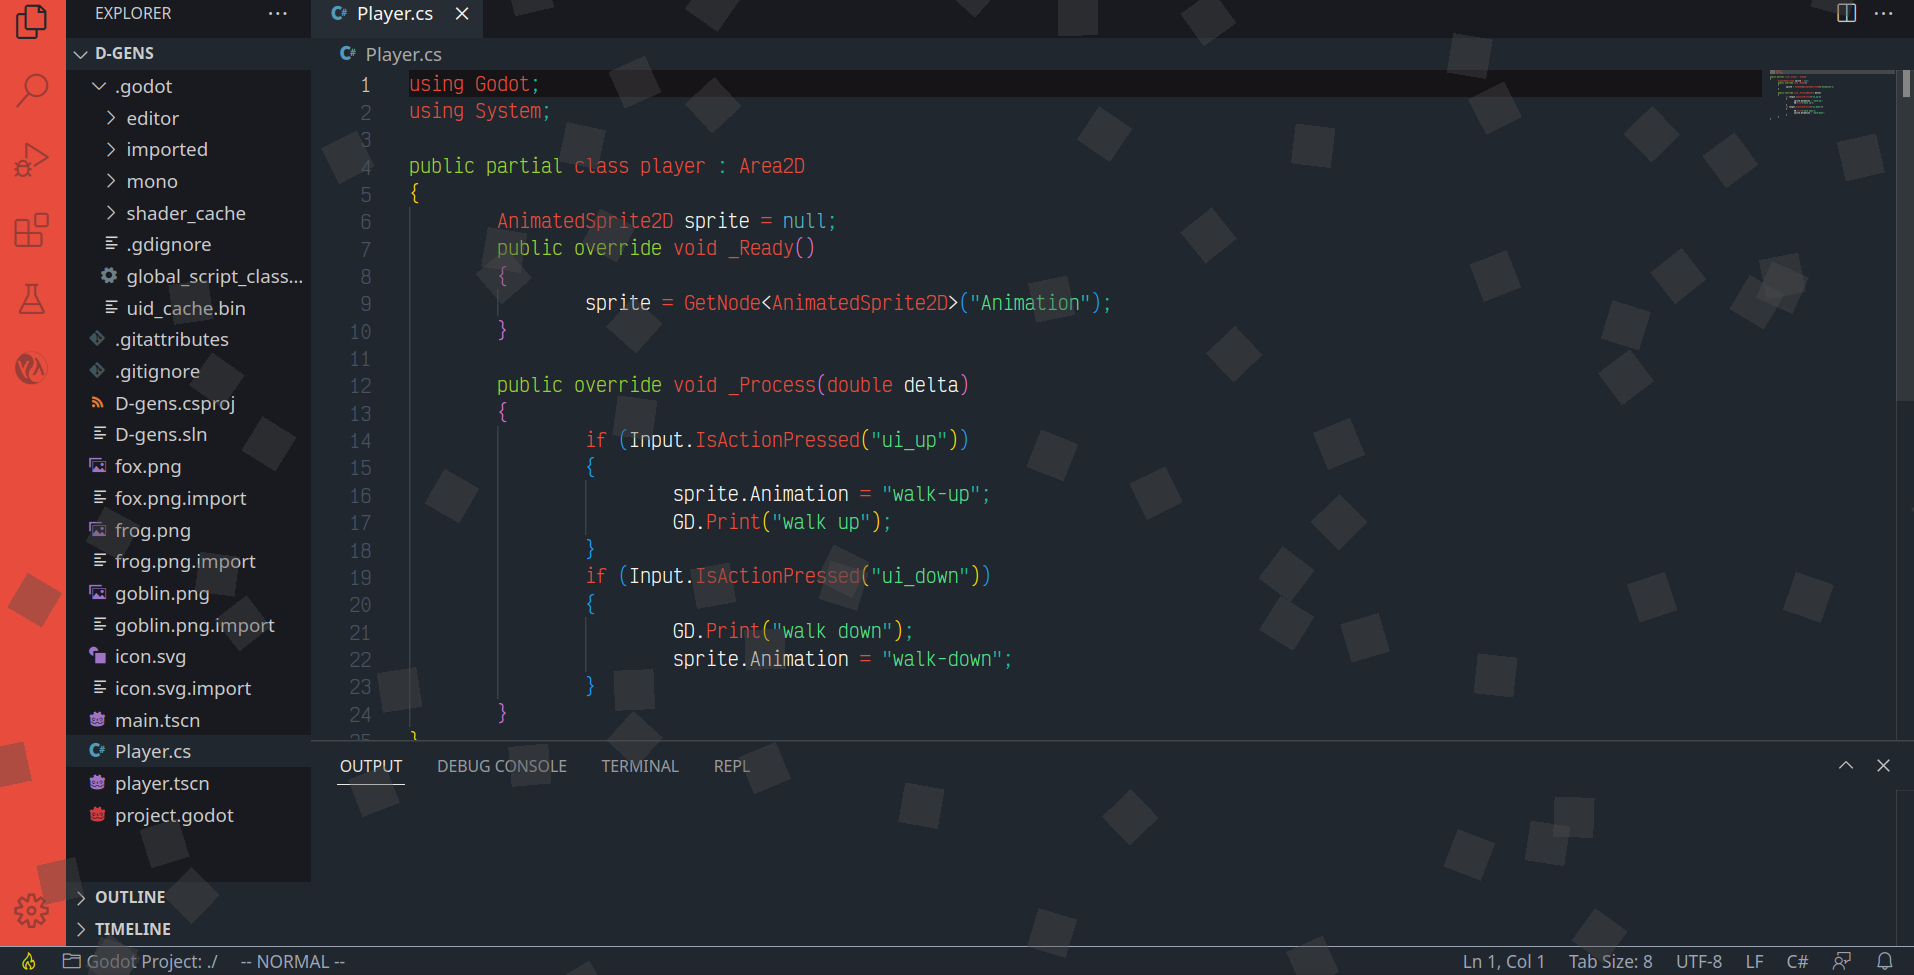 EXPLORER
D-GENS
.godot
editor
imported
mono
shader_cache
.gdignore
global_script_class...
uid_cache.bin
.gitattributes
.gitignore
D-gens.csproj
D-gens.sln
fox.png
fox.png.import
frog.png
frog.png.import
goblin.png
goblin.png.import
icon.svg
icon.svg.import
main.tscn
C# Player.cs
player.tscn
project.godot
OUTLINE
TIMELINE
C# Player.cs
C# Player.cs
1 using Godot;
2 using System;
3
4 public partial class player : Area2D
5 {
6 AnimatedSprite2D sprite = null;
7 public override void _Ready()
8 {
9 sprite = GetNode<AnimatedSprite2D>("Animation");
10 }
11
12 public override void _Process(double delta)
13 {
14 if (Input.IsActionPressed("ui_up"))
15 {
16 sprite.Animation = "walk-up";
17 GD.Print("walk up");
18 }
19 if (Input.IsActionPressed("ui_down"))
20 {
21 GD.Print("walk down");
22 sprite.Animation = "walk-down";
23 }
24 }
25 }
OUTPUT DEBUG CONSOLE TERMINAL REPL
Godot Project: ./ -- NORMAL -- Ln 1, Col 1 Tab Size: 8 UTF-8 LF C#